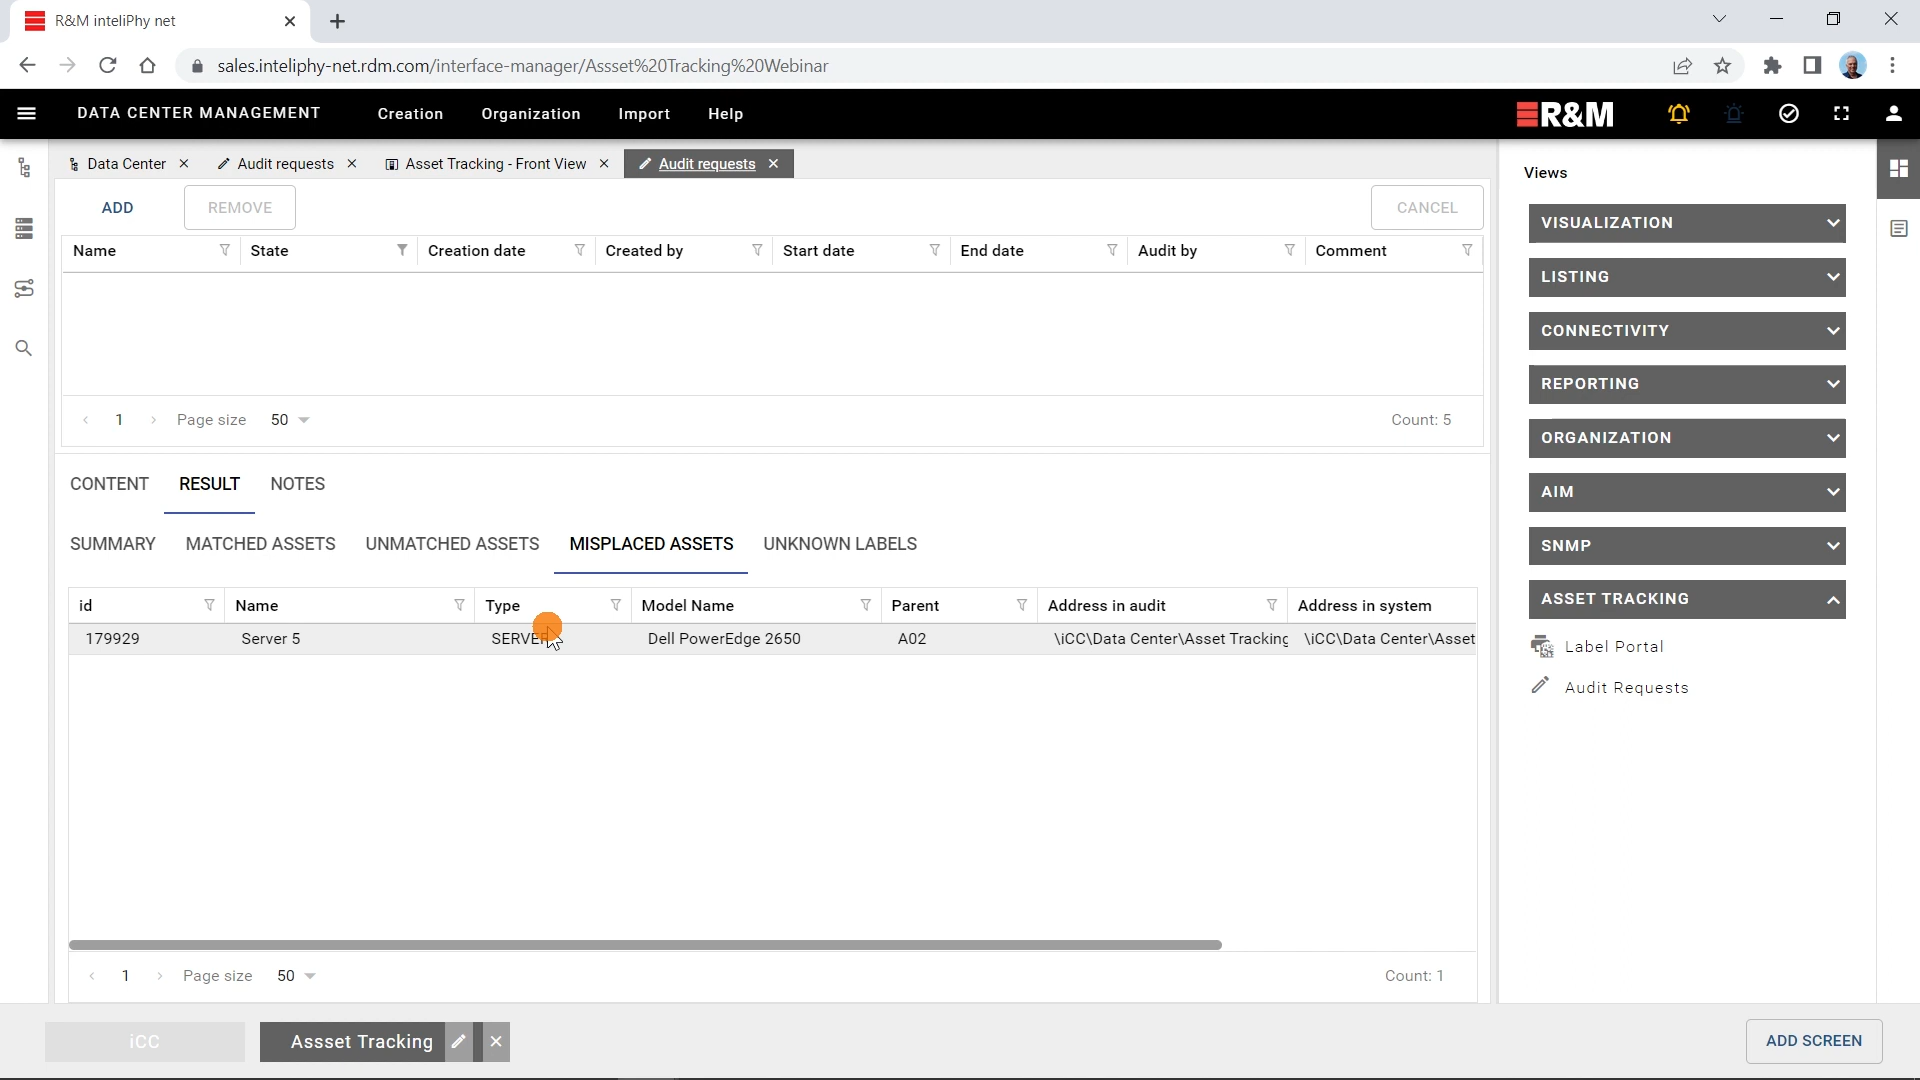 R&M inteliPhy net
sales.inteliphy-net.rdm.com/interface-manager/Assset%20Tracking%20Webinar
DATA CENTER MANAGEMENT Creation Organization Import Help R&M
Data Center Audit requests Asset Tracking - Front View Audit requests
ADD REMOVE CANCEL
Name State Creation date Created by Start date End date Audit by Comment
1 Page size 50 Count: 5
CONTENT RESULT NOTES
SUMMARY MATCHED ASSETS UNMATCHED ASSETS MISPLACED ASSETS UNKNOWN LABELS
id Name Type Model Name Parent Address in audit Address in system
179929 Server 5 SERVER Dell PowerEdge 2650 A02 \iCC\Data Center\Asset Tracking \iCC\Data Center\Asset
1 Page size 50 Count: 1
Views
VISUALIZATION
LISTING
CONNECTIVITY
REPORTING
ORGANIZATION
AIM
SNMP
ASSET TRACKING
Label Portal
Audit Requests
iCC Assset Tracking ADD SCREEN